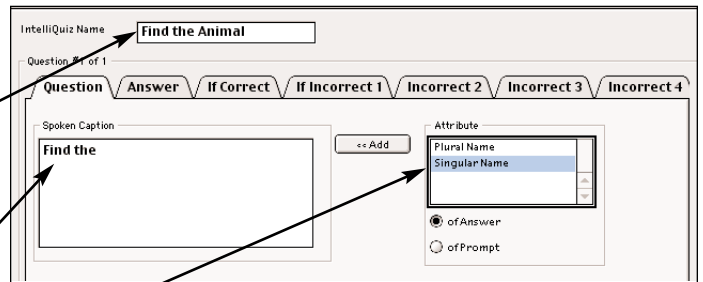 IntelliQuiz Name Find the Animal
Question #1 of 1
Question Answer If Correct If Incorrect 1 Incorrect 2 Incorrect 3 Incorrect 4
Spoken Caption
Find the
<< Add
Attribute
Plural Name
Singular Name
of Answer
of Prompt